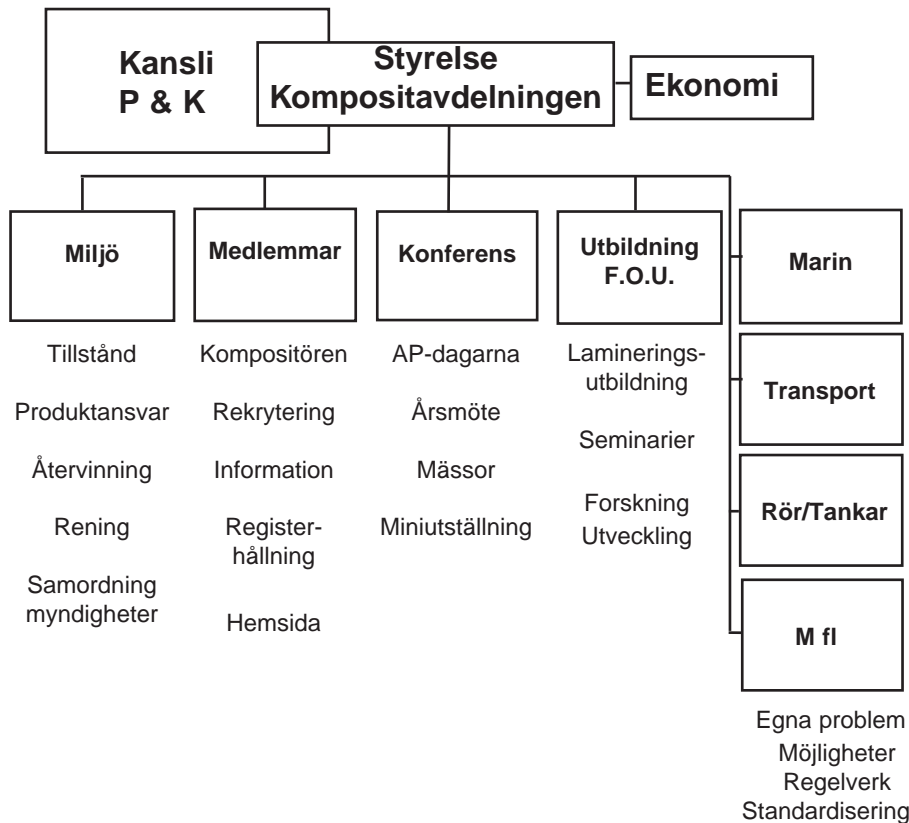 Kansli
P & K
Styrelse
Kompositavdelningen
Ekonomi
Miljö
Tillstånd
Produktansvar
Återvinning
Rening
Samordning
myndigheter
Medlemmar
Kompositören
Rekrytering
Information
Register-
hållning
Hemsida
Konferens
AP-dagarna
Årsmöte
Mässor
Miniutställning
Utbildning
F.O.U.
Laminerings-
utbildning
Seminarier
Forskning
Utveckling
Marin
Transport
Rör/Tankar
M fl
Egna problem
Möjligheter
Regelverk
Standardisering